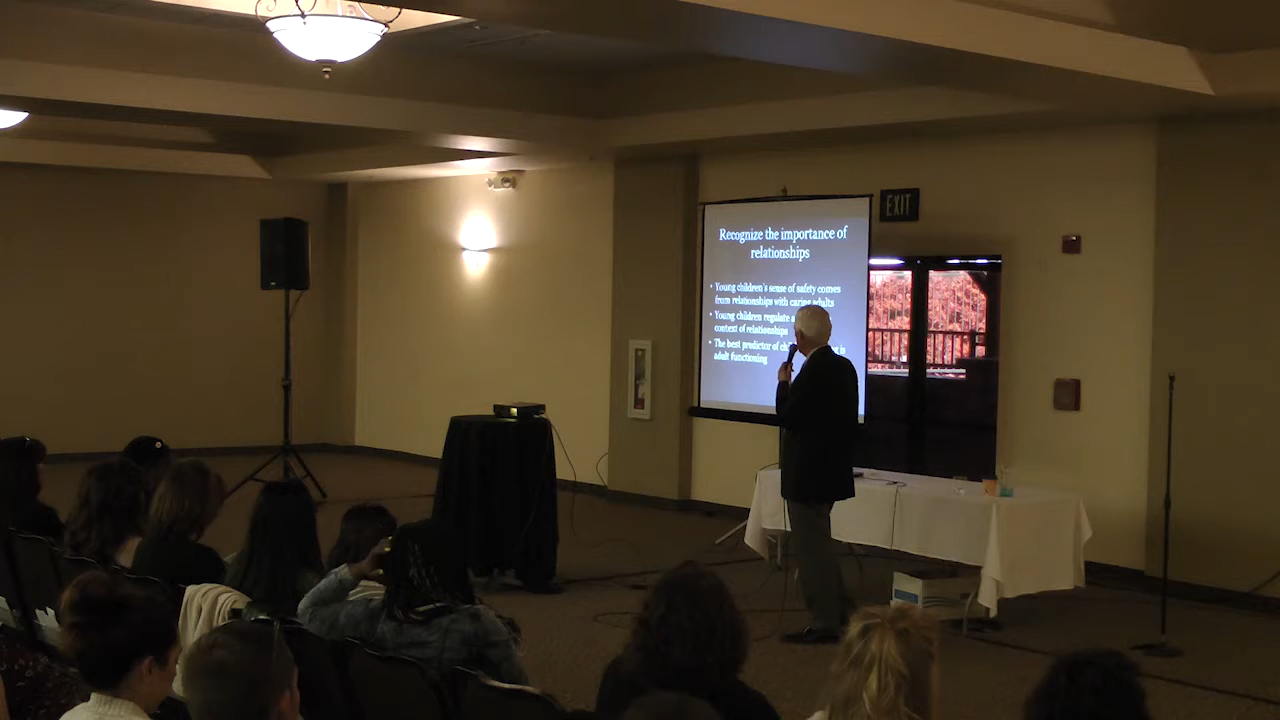 EXIT
Recognize the importance of
relationships
• Young children's sense of safety comes
from relationships with caring adults
• Young children regulate
context of relationships
• The best predictor of
adult functioning